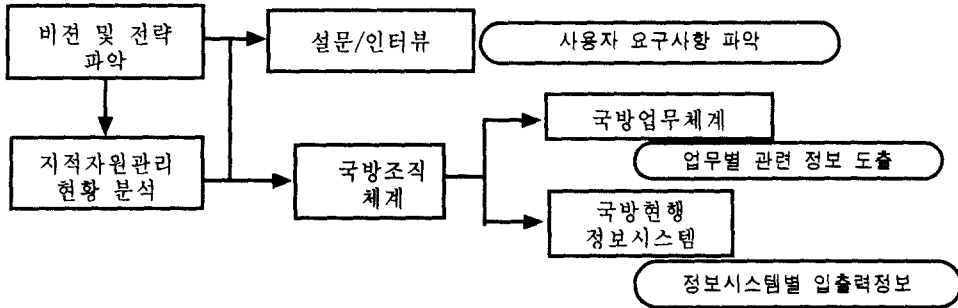 비젼 및 전략
파악
설문/인터뷰
사용자 요구사항 파악
지적자원관리
현황 분석
국방조직
체계
국방업무체계
업무별 관련 정보 도출
국방현행
정보시스템
정보시스템별 입출력정보